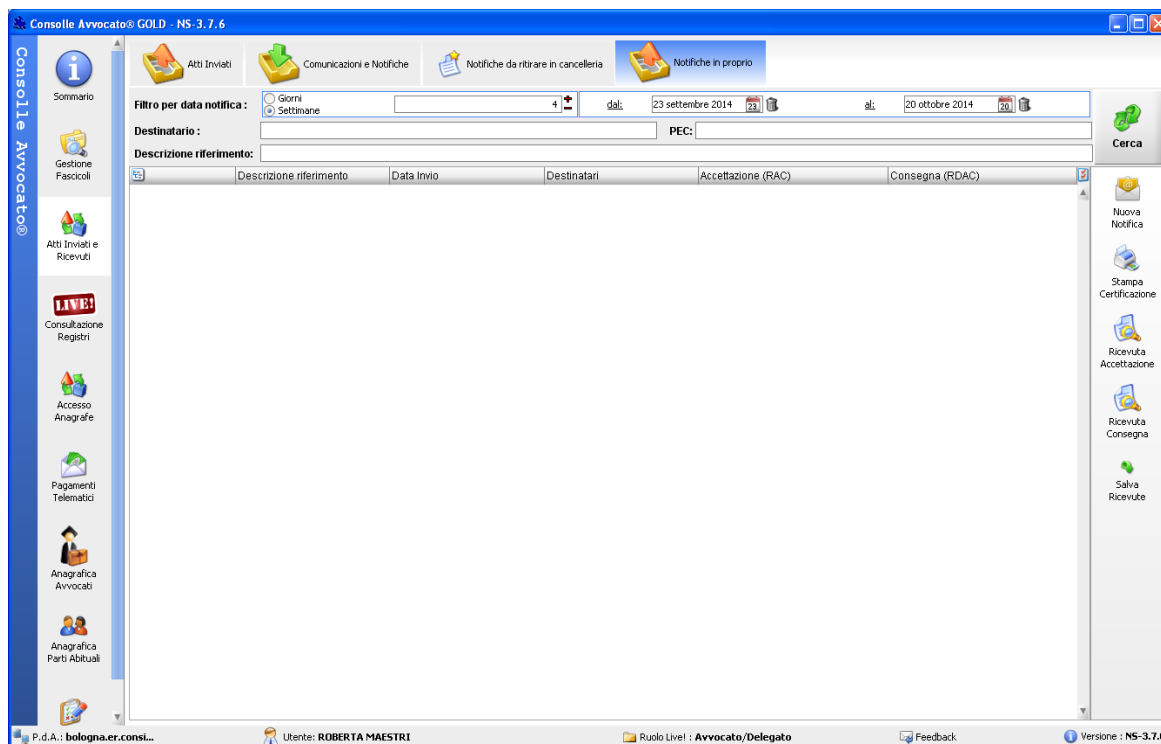 Consolle Avvocato® GOLD - NS-3.7.6
Consolle Avvocato®
Sommario
Gestione
Fascicoli
Atti Inviati e
Ricevuti
LIVE!
Consultazione
Registri
Accesso
Anagrafe
Pagamenti
Telematici
Anagrafica
Avvocati
Anagrafica
Parti Abituali
Atti Inviati
Comunicazioni e Notifiche
Notifiche da ritirare in cancelleria
Notifiche in proprio
Filtro per data notifica :
Giorni
Settimane
4
dal:
23 settembre 2014
23
al:
20 ottobre 2014
20
Destinatario :
PEC:
Descrizione riferimento:
Cerca
Descrizione riferimento
Data Invio
Destinatari
Accettazione (RAC)
Consegna (RDAC)
Nuova
Notifica
Stampa
Certificazione
Ricevuta
Accettazione
Ricevuta
Consegna
Salva
Ricevute
P.d.A.: bologna.er.consi...
Utente: ROBERTA MAESTRI
Ruolo Live! : Avvocato/Delegato
Feedback
Versione : NS-3.7.